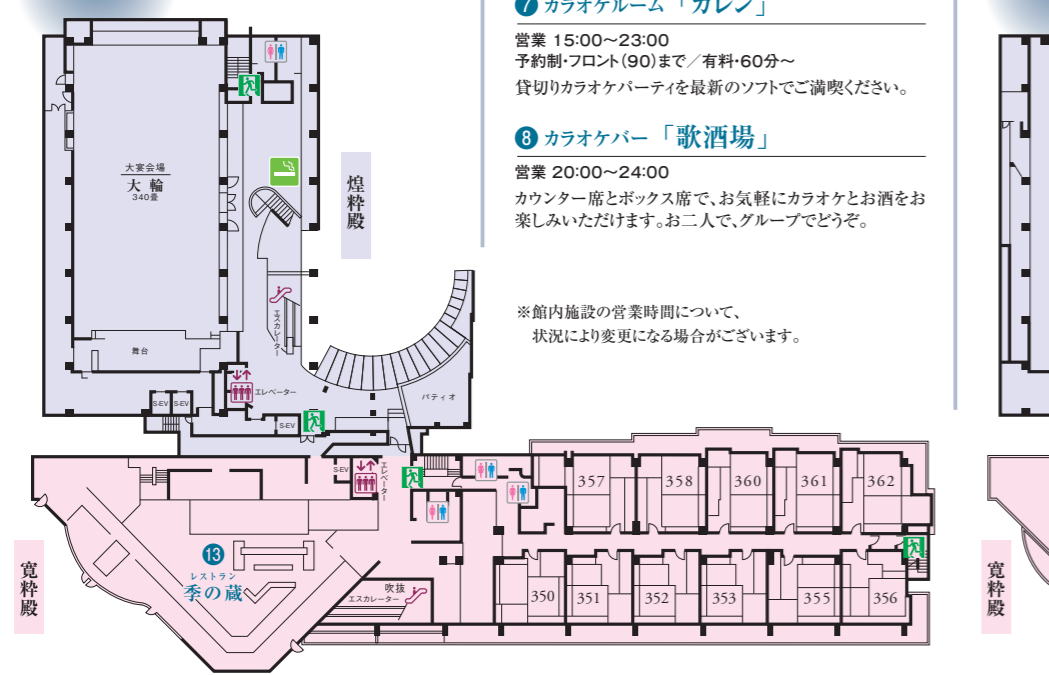 ❼ カラオケルーム「カレン」
営業 15:00〜23:00
予約制・フロント（90）まで／有料・60分〜
貸切りカラオケパーティを最新のソフトでご満喫ください。
❽ カラオケバー「歌酒場」
営業 20:00〜24:00
カウンター席とボックス席で、お気軽にカラオケとお酒をお
楽しみいただけます。お二人で、グループでどうぞ。
※館内施設の営業時間について、
状況により変更になる場合がございます。
煌粋殿
大宴会場
大輪
340畳
舞台
エスカレーター
エレベーター
S-EV
S-EV
S-EV
パティオ
寛粋殿
S-EV
エレベーター
⓭
レストラン
季の蔵
吹抜
エスカレーター
357
358
360
361
362
350
351
352
353
355
356
寛粋殿